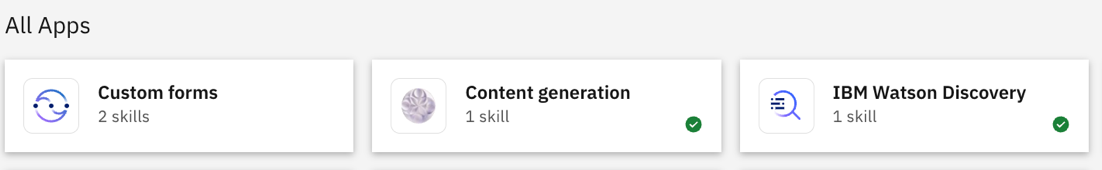 All Apps
Custom forms
2 skills
Content generation
1 skill
IBM Watson Discovery
1 skill